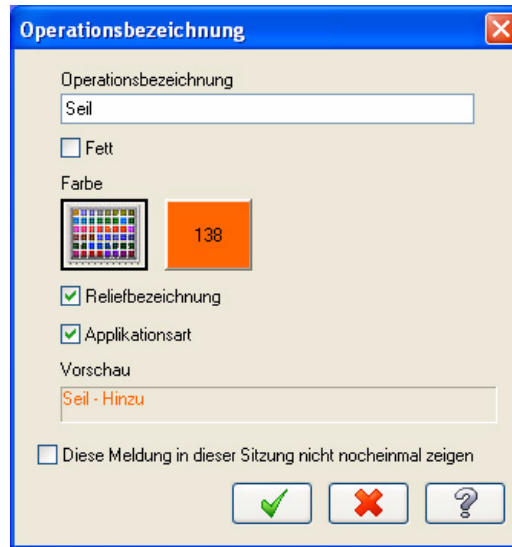 Operationsbezeichnung
Operationsbezeichnung
Seil
Fett
Farbe
138
Reliefbezeichnung
Applikationsart
Vorschau
Seil - Hinzu
Diese Meldung in dieser Sitzung nicht nocheinmal zeigen